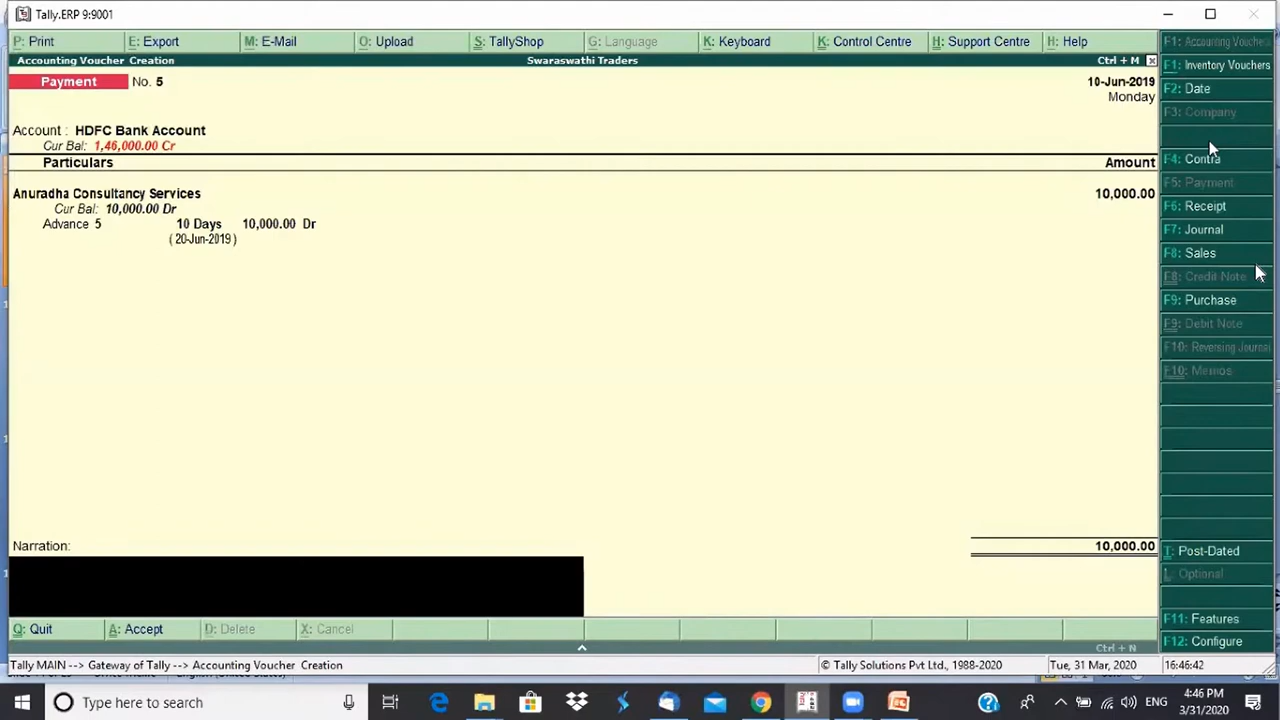 Tally.ERP 9:9001
P: Print E: Export M: E-Mail O: Upload S: TallyShop G: Language K: Keyboard K: Control Centre H: Support Centre H: Help
Accounting Voucher Creation Swaraswathi Traders Ctrl + M
Payment No. 5 10-Jun-2019
Monday
Account : HDFC Bank Account
Cur Bal: 1,46,000.00 Cr
Particulars Amount
Anuradha Consultancy Services 10,000.00
Cur Bal: 10,000.00 Dr
Advance 5 10 Days 10,000.00 Dr
( 20-Jun-2019 )
Narration: 10,000.00
F1: Accounting Vouchers
F1: Inventory Vouchers
F2: Date
F3: Company
F4: Contra
F5: Payment
F6: Receipt
F7: Journal
F8: Sales
F8: Credit Note
F9: Purchase
F9: Debit Note
F10: Reversing Journal
F10: Memos
T: Post-Dated
L: Optional
F11: Features
F12: Configure
Q: Quit A: Accept D: Delete X: Cancel
Ctrl + N
Tally MAIN --> Gateway of Tally --> Accounting Voucher Creation © Tally Solutions Pvt Ltd., 1988-2020 Tue, 31 Mar, 2020 16:46:42
Type here to search ENG 4:46 PM
3/31/2020